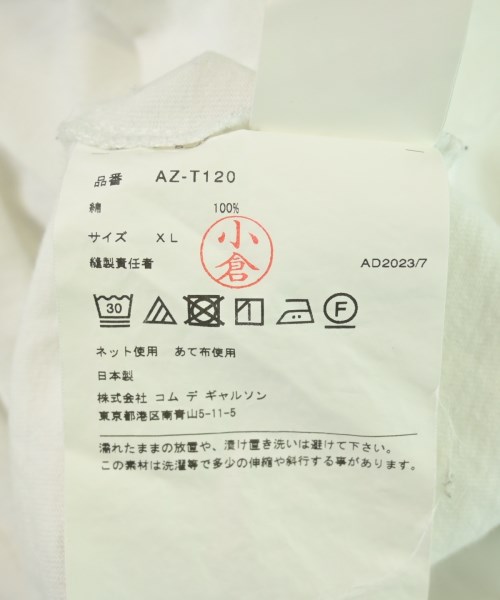 品番 AZ-T120
綿 100%
サイズ XL
小倉
縫製責任者 AD2023/7
30 F
ネット使用 あて布使用
日本製
株式会社 コム デ ギャルソン
東京都港区南青山5-11-5
濡れたままの放置や、漬け置き洗いは避けて下さい。
この素材は洗濯等で多少の伸縮や斜行する事があります。